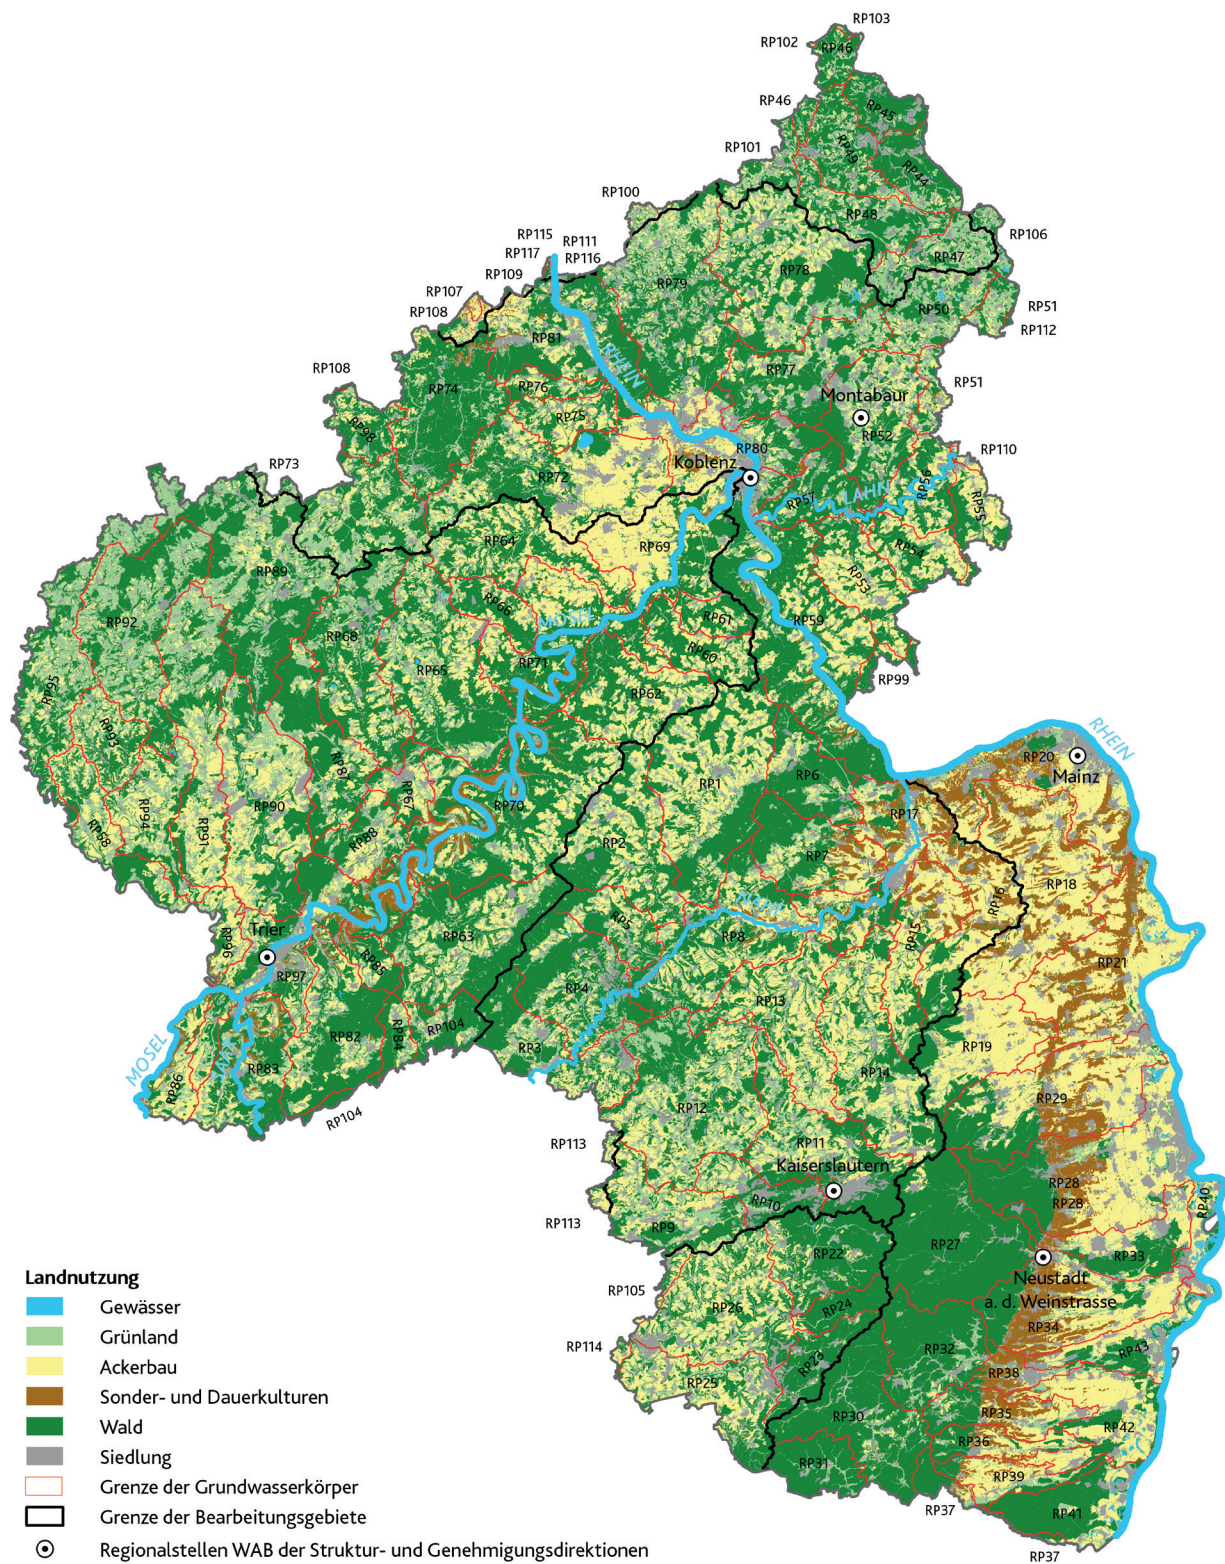 RP103
RP102
RP46
RP46
RP45
RP49
RP101
RP44
RP100
RP48
RP106
RP47
RP115
RP111
RP117
RP116
RP109
RP107
RP108
RP79
RP78
RP50
RP51
RP112
RP81
RHEIN
RP108
RP74
RP76
RP77
RP51
RP75
Montabaur
RP98
RP52
RP80
RP110
Koblenz
RP73
RP72
RP57
LAHN
RP56
RP55
RP64
RP69
RP54
RP89
RP53
RP66
MOSEL
RP61
RP92
RP68
RP59
RP60
RP71
RP65
RP99
RP95
RP62
RP93
RHEIN
RP20
Mainz
RP87
RP6
RP1
RP67
RP70
RP90
RP17
RP58
RP94
RP91
RP88
RP2
RP7
RP18
RP16
NAHE
RP5
Trier
RP96
RP63
RP8
RP15
RP85
RP21
RP97
RP4
RP13
RP104
RP82
RP84
RP3
RP19
MOSEL
SAAR
RP83
RP86
RP14
RP29
RP104
RP12
RP113
RP11
Kaiserslautern
RP28
RP10
RP28
RP40
RP113
RP9
RP22
RP27
RP33
Landnutzung
Gewässer
Grünland
Ackerbau
Sonder- und Dauerkulturen
Wald
Siedlung
Grenze der Grundwasserkörper
Grenze der Bearbeitungsgebiete
Regionalstellen WAB der Struktur- und Genehmigungsdirektionen
Neustadt
a. d. Weinstrasse
RP105
RP26
RP24
RP34
RP114
RP32
RP43
RP23
RP38
RP25
RP35
RP30
RP42
RP36
RP31
RP39
RP37
RP41
RP37